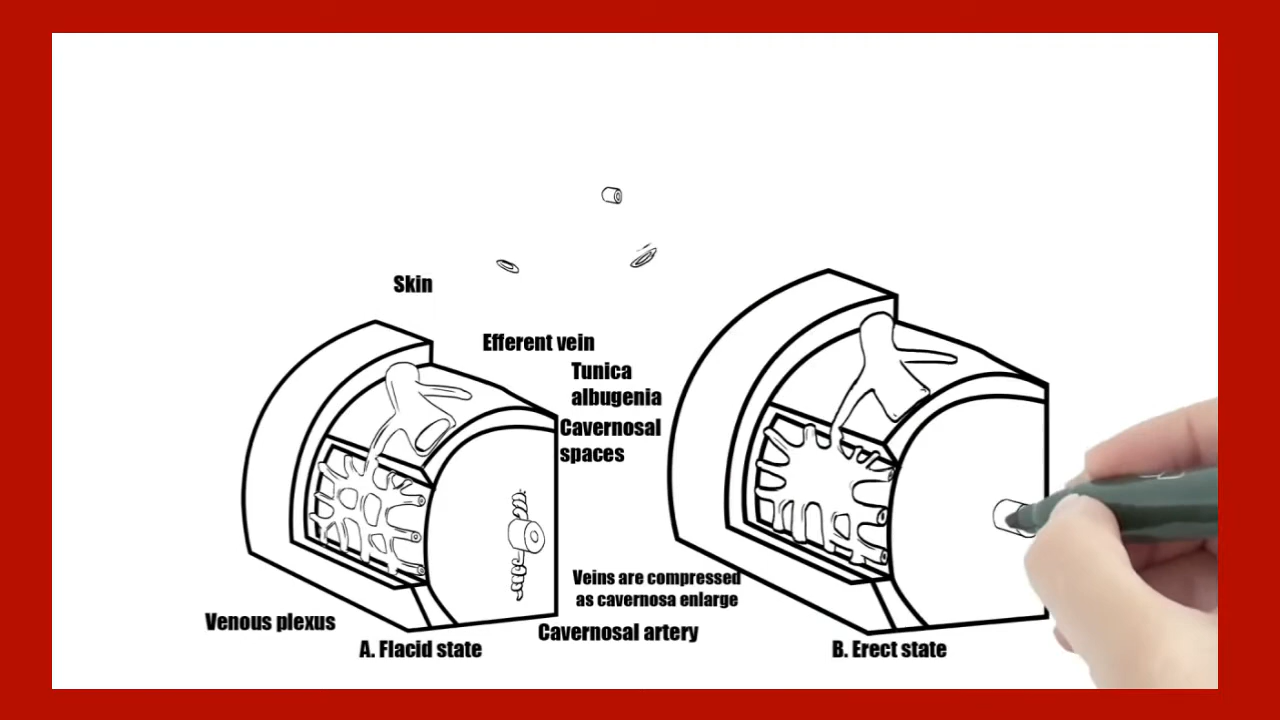 Skin
Efferent vein
Tunica
albugenia
Cavernosal
spaces
Veins are compressed
as cavernosa enlarge
Venous plexus
Cavernosal artery
A. Flacid state
B. Erect state